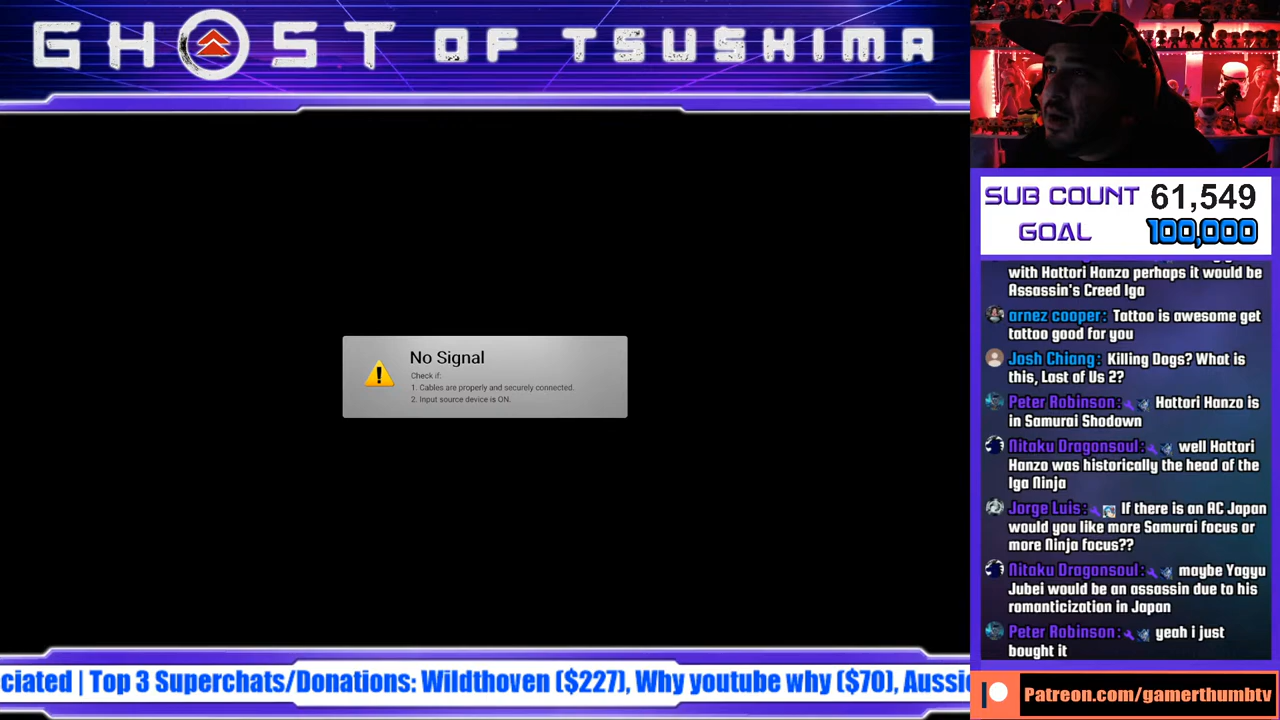 GHOST OF TSUSHIMA
No Signal
Check if:
1. Cables are properly and securely connected.
2. Input source device is ON.
SUB COUNT 61,549
GOAL 100,000
with Hattori Hanzo perhaps it would be
Assassin's Creed Iga
arnez cooper: Tattoo is awesome get
tattoo good for you
Josh Chiang: Killing Dogs? What is
this, Last of Us 2?
Peter Robinson: Hattori Hanzo is
in Samurai Shodown
Nitaku Dragonsoul: well Hattori
Hanzo was historically the head of the
Iga Ninja
Jorge Luis: If there is an AC Japan
would you like more Samurai focus or
more Ninja focus??
Nitaku Dragonsoul: maybe Yagyu
Jubei would be an assassin due to his
romanticization in Japan
Peter Robinson: yeah i just
bought it
ciated | Top 3 Superchats/Donations: Wildthoven ($227), Why youtube why ($70), Aussie
Patreon.com/gamerthumbtv